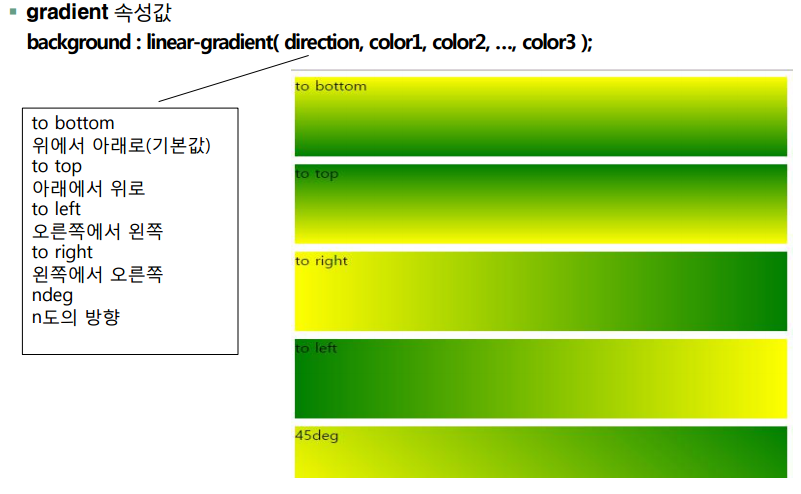 gradient 속성값
background : linear-gradient( direction, color1, color2, …, color3 );
to bottom
위에서 아래로(기본값)
to top
아래에서 위로
to left
오른쪽에서 왼쪽
to right
왼쪽에서 오른쪽
ndeg
n도의 방향
to bottom
to top
to right
to left
45deg